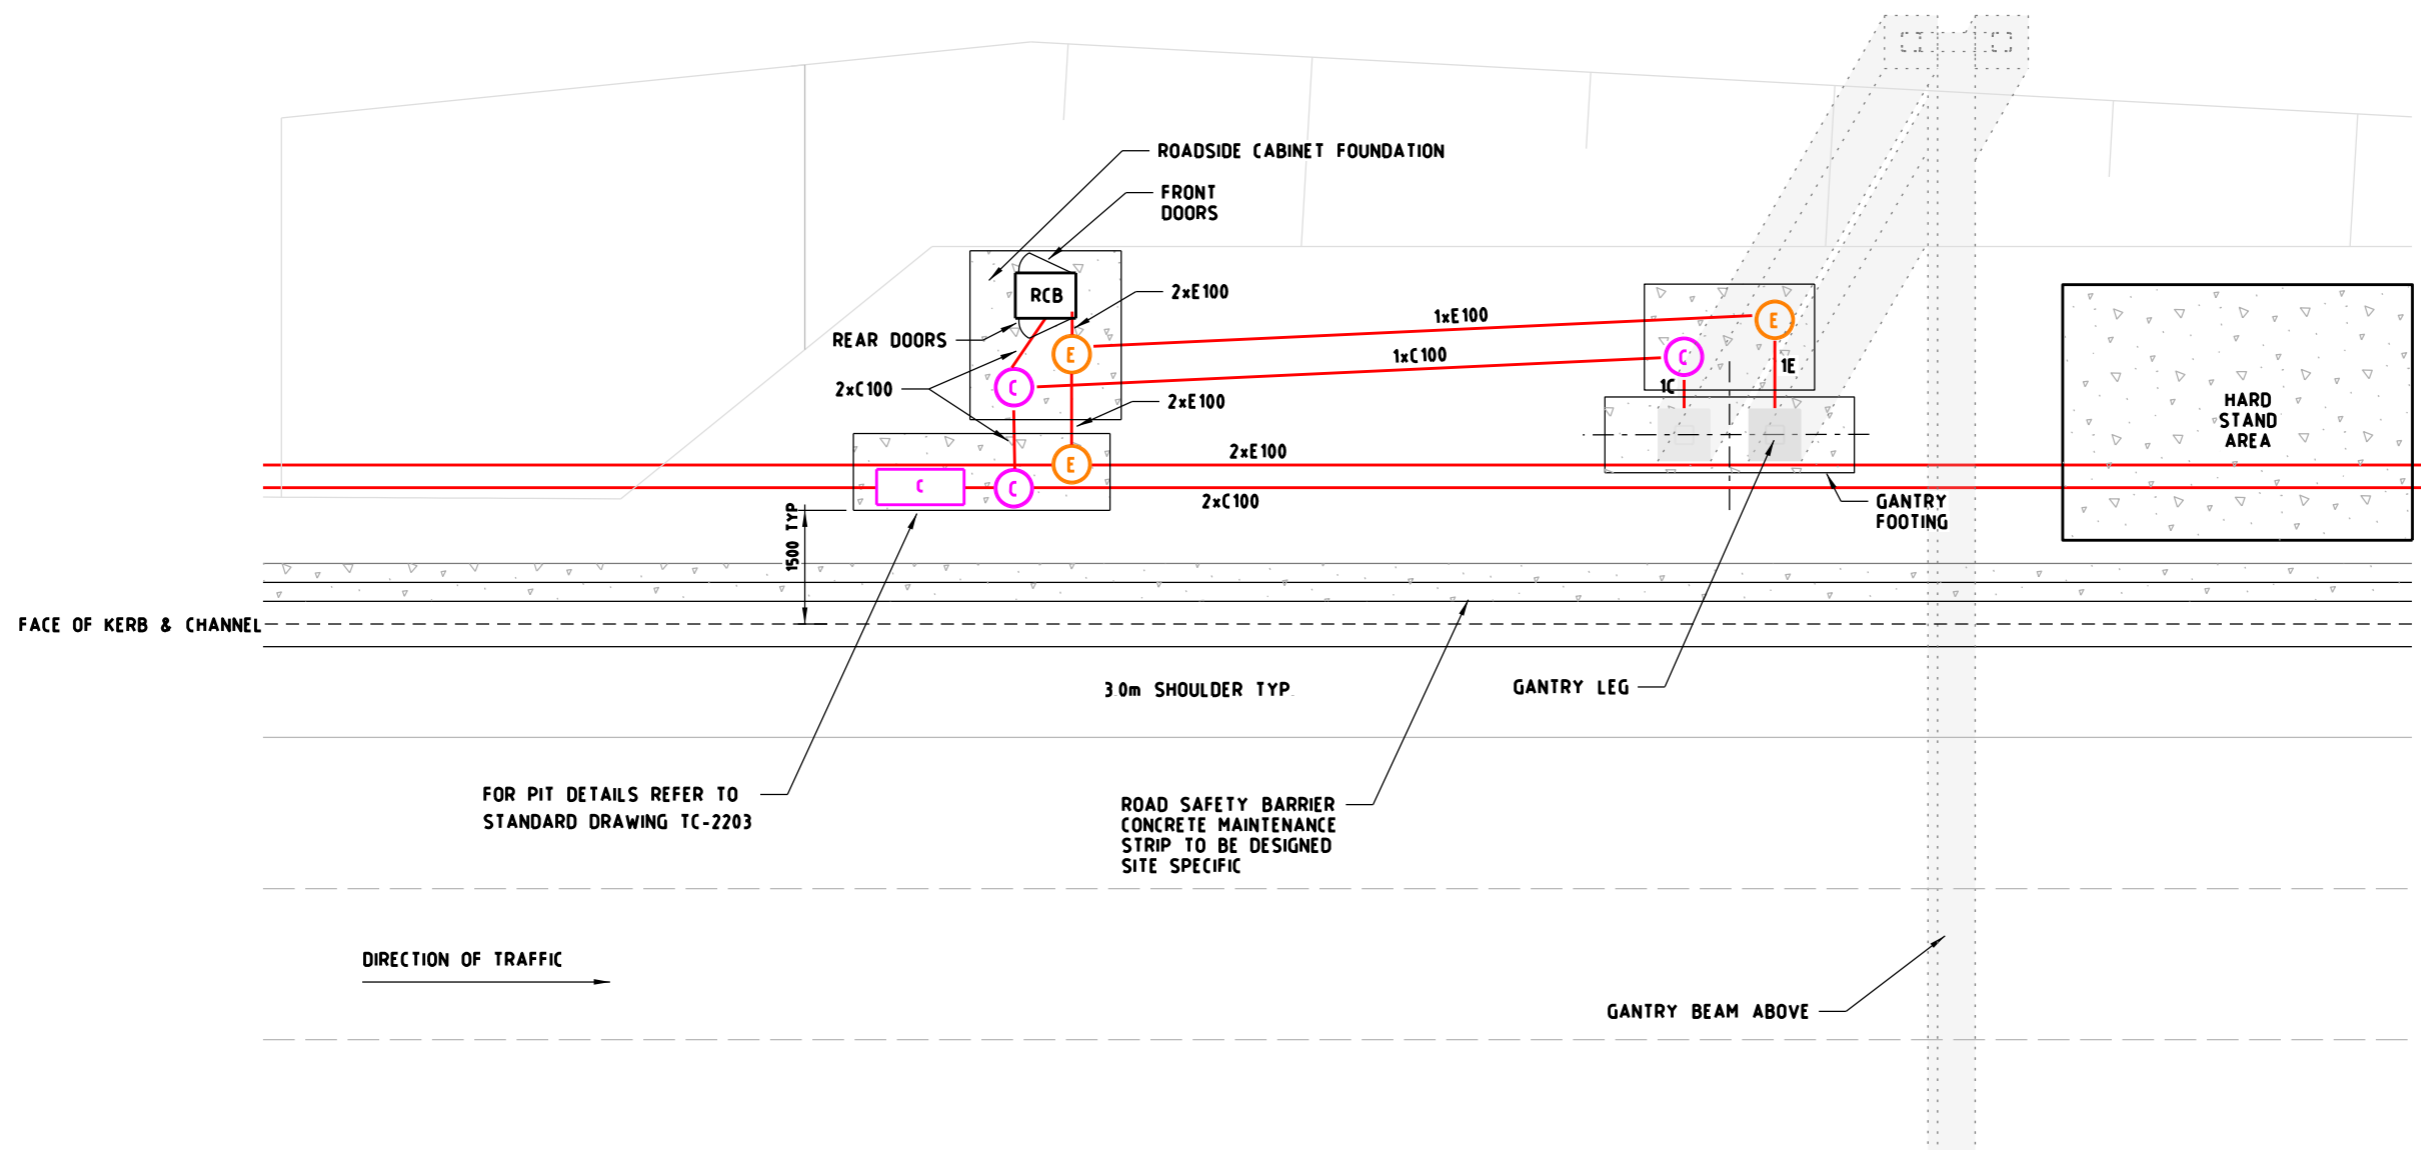 ROADSIDE CABINET FOUNDATION
FRONT
DOORS
RCB
2xE100
1xE100
REAR DOORS
E
E
1xC100
C
1E
2xC100
C
1C
2xE100
HARD
STAND
AREA
2xE100
E
C
C
2xC100
GANTRY
FOOTING
1500 TYP
FACE OF KERB & CHANNEL
3.0m SHOULDER TYP.
GANTRY LEG
FOR PIT DETAILS REFER TO
STANDARD DRAWING TC-2203
ROAD SAFETY BARRIER
CONCRETE MAINTENANCE
STRIP TO BE DESIGNED
SITE SPECIFIC
DIRECTION OF TRAFFIC
GANTRY BEAM ABOVE